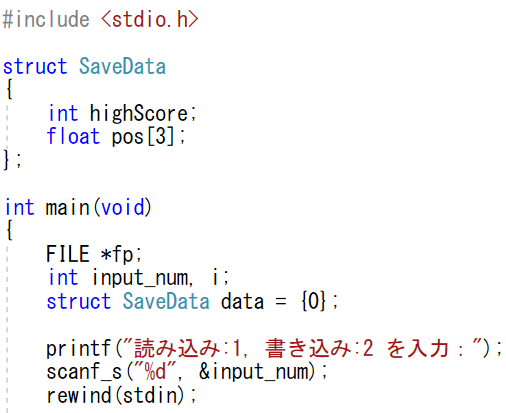 #include <stdio.h>
struct SaveData
{
int highScore;
float pos[3];
};
int main(void)
{
FILE *fp;
int input_num, i;
struct SaveData data = {0};
printf("読み込み:1, 書き込み:2 を入力：");
scanf_s("%d", &input_num);
rewind(stdin);